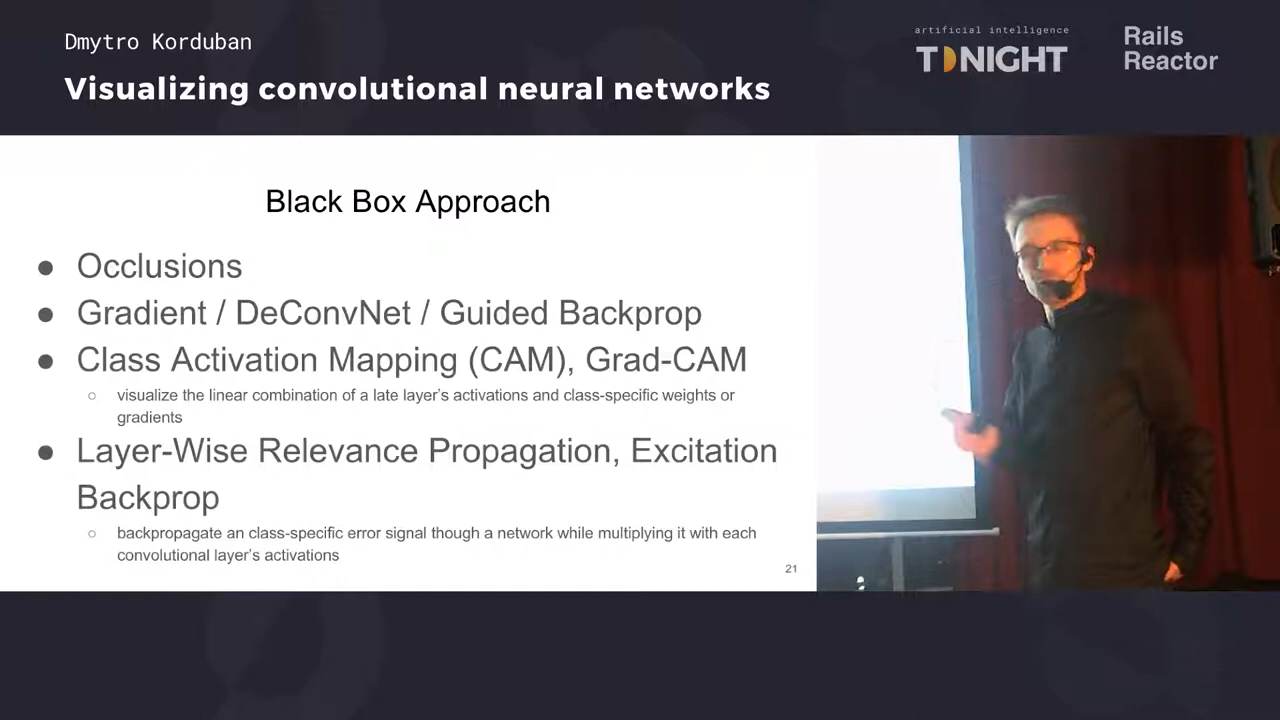 Dmytro Korduban
Visualizing convolutional neural networks
artificial intelligence
TONIGHT
Rails
Reactor
Black Box Approach
● Occlusions
● Gradient / DeConvNet / Guided Backprop
● Class Activation Mapping (CAM), Grad-CAM
○ visualize the linear combination of a late layer's activations and class-specific weights or
gradients
● Layer-Wise Relevance Propagation, Excitation
Backprop
○ backpropagate an class-specific error signal though a network while multiplying it with each
convolutional layer's activations
21